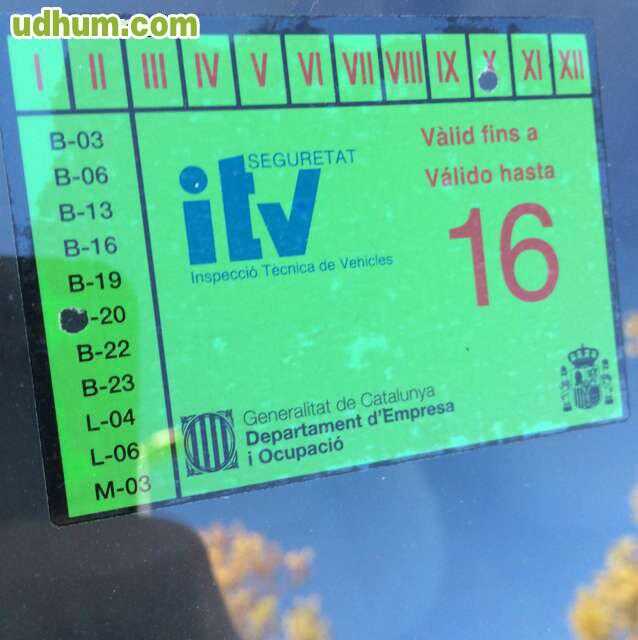 udhum.com
I II III IV V VI VII VIII IX X XI XII
B-03
B-06
B-13
B-16
B-19
-20
B-22
B-23
L-04
L-06
M-03
SEGURETAT
itv
Inspecció Tècnica de Vehicles
Vàlid fins a
Válido hasta
16
Generalitat de Catalunya
Departament d'Empresa
i Ocupació